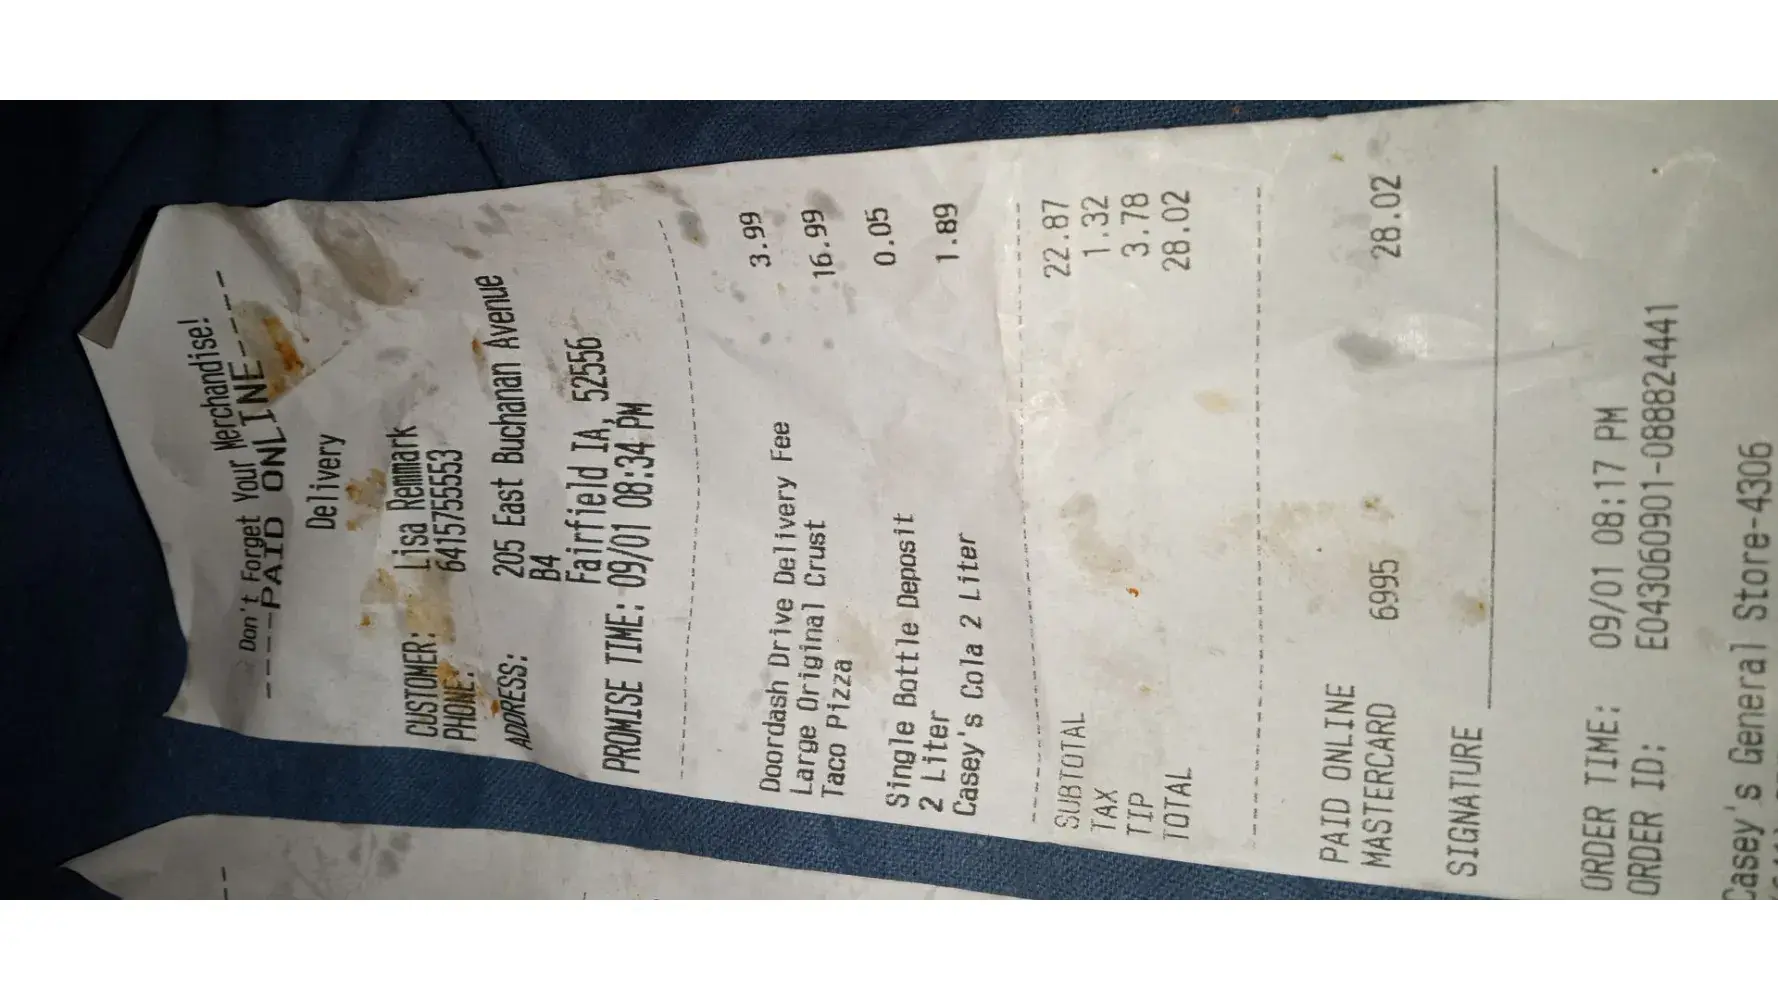 Don't Forget Your Merchandise!
----PAID ONLINE----
Delivery
CUSTOMER: Lisa Remmark
PHONE: 6415755553
ADDRESS: 205 East Buchanan Avenue
B4
Fairfield IA, 52556
PROMISE TIME: 09/01 08:34 PM
Doordash Drive Delivery Fee 3.99
Large Original Crust 16.99
Taco Pizza
Single Bottle Deposit 0.05
2 Liter
Casey's Cola 2 Liter 1.89
SUBTOTAL 22.87
TAX 1.32
TIP 3.78
TOTAL 28.02
PAID ONLINE
MASTERCARD 6995 28.02
SIGNATURE
ORDER TIME: 09/01 08:17 PM
ORDER ID: E043060901-088824441
Casey's General Store-4306